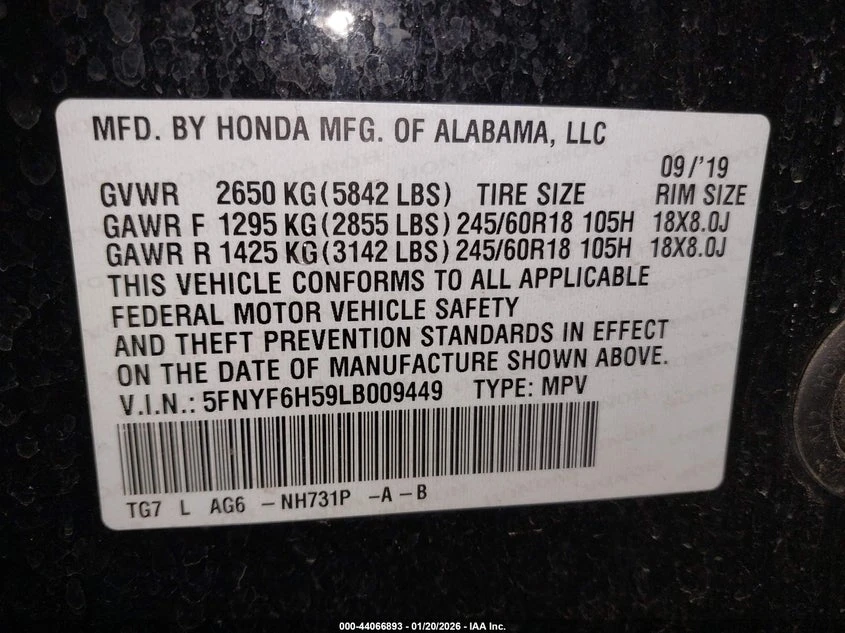 MFD. BY HONDA MFG. OF ALABAMA, LLC
09/'19
GVWR 2650 KG(5842 LBS) TIRE SIZE RIM SIZE
GAWR F 1295 KG(2855 LBS) 245/60R18 105H 18X8.0J
GAWR R 1425 KG(3142 LBS) 245/60R18 105H 18X8.0J
THIS VEHICLE CONFORMS TO ALL APPLICABLE
FEDERAL MOTOR VEHICLE SAFETY
AND THEFT PREVENTION STANDARDS IN EFFECT
ON THE DATE OF MANUFACTURE SHOWN ABOVE.
V.I.N.: 5FNYF6H59LB009449 TYPE: MPV
TG7 L AG6 -NH731P -A-B
000-44066893 - 01/20/2026 - IAA Inc.